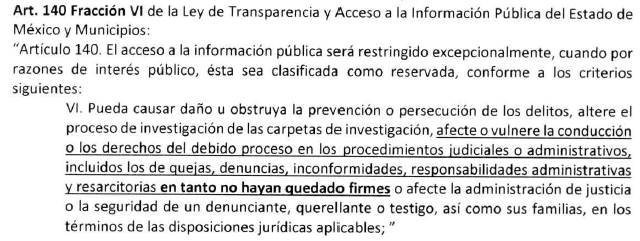 Art. 140 Fracción VI de la Ley de Transparencia y Acceso a la Información Pública del Estado de
México y Municipios:
"Artículo 140. El acceso a la información pública será restringido excepcionalmente, cuando por
razones de interés público, ésta sea clasificada como reservada, conforme a los criterios
siguientes:
VI. Pueda causar daño u obstruya la prevención o persecución de los delitos, altere el
proceso de investigación de las carpetas de investigación, afecte o vulnere la conducción
o los derechos del debido proceso en los procedimientos judiciales o administrativos,
incluidos los de quejas, denuncias, inconformidades, responsabilidades administrativas
y resarcitorias en tanto no hayan quedado firmes o afecte la administración de justicia
o la seguridad de un denunciante, querellante o testigo, así como sus familias, en los
términos de las disposiciones jurídicas aplicables; "